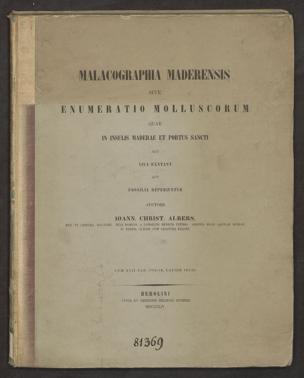 MALACOGRAPHIA MADERENSIS
SIVE
ENUMERATIO MOLLUSCORUM
QUAE
IN INSULIS MADERAE ET PORTUS SANCTI
AUT
VIVA EXSTANT
AUT
FOSSILIA REPERIUNTUR
AUCTORE
IOANN. CHRIST. ALBERS,
BEROLINI
MDCCCLIV
81369